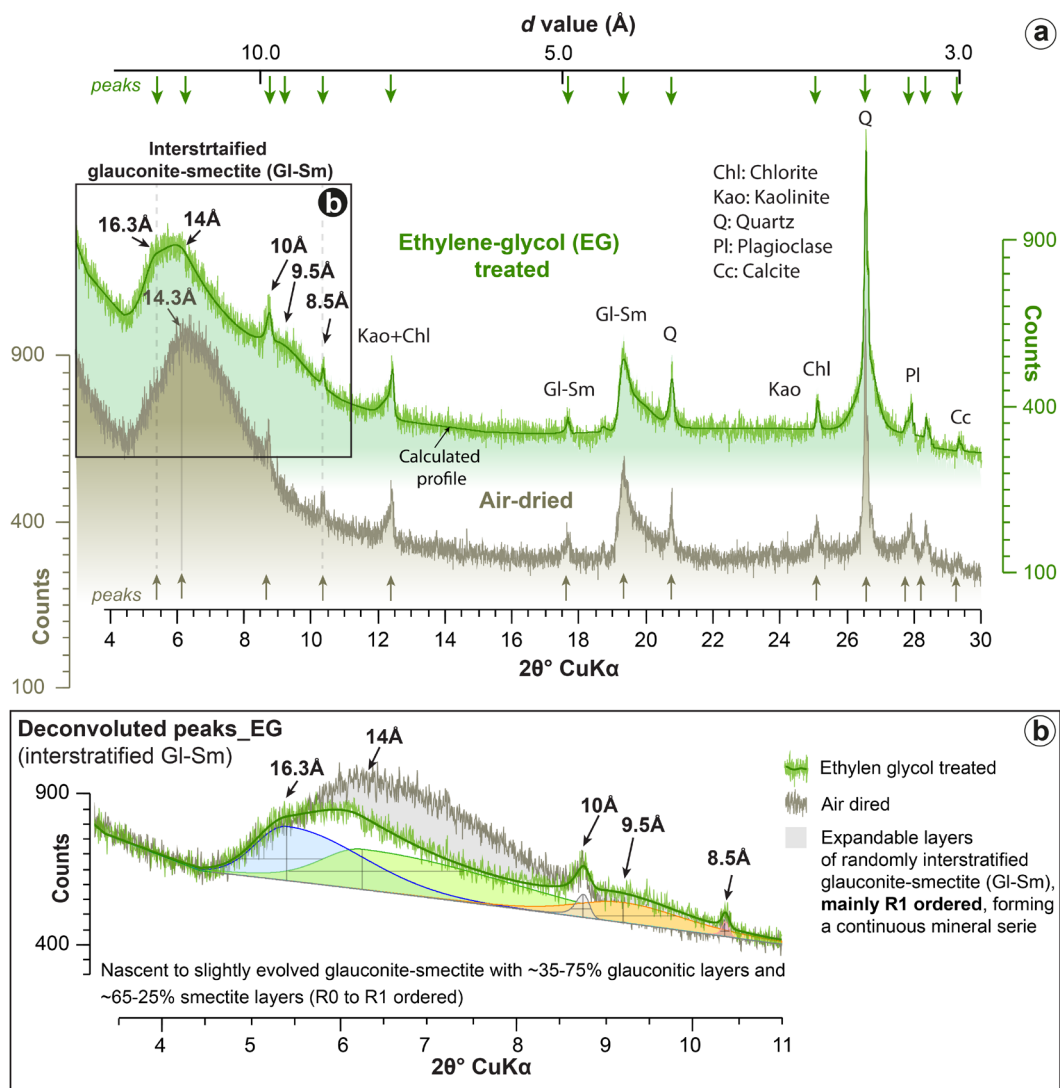 d value (Å)
a
10.0
5.0
3.0
peaks
Q
Interstrtaified
glauconite-smectite (Gl-Sm)
b
Chl: Chlorite
Kao: Kaolinite
Q: Quartz
Pl: Plagioclase
Cc: Calcite
16.3Å
14Å
10Å
9.5Å
8.5Å
14.3Å
Ethylene-glycol (EG)
treated
900
Kao+Chl
Gl-Sm
Gl-Sm
Q
Kao
Chl
Pl
Cc
Counts
900
400
Calculated
profile
Air-dried
400
100
Counts
peaks
4 6 8 10 12 14 16 18 20 22 24 26 28 30
2θ° CuKα
100
Deconvoluted peaks_EG
(interstratified Gl-Sm)
b
14Å
16.3Å
10Å
9.5Å
8.5Å
900
Counts
400
Ethylen glycol treated
Air dired
Expandable layers
of randomly interstratified
glauconite-smectite (Gl-Sm),
mainly R1 ordered, forming
a continuous mineral serie
Nascent to slightly evolved glauconite-smectite with ~35-75% glauconitic layers and
~65-25% smectite layers (R0 to R1 ordered)
4 5 6 7 8 9 10 11
2θ° CuKα